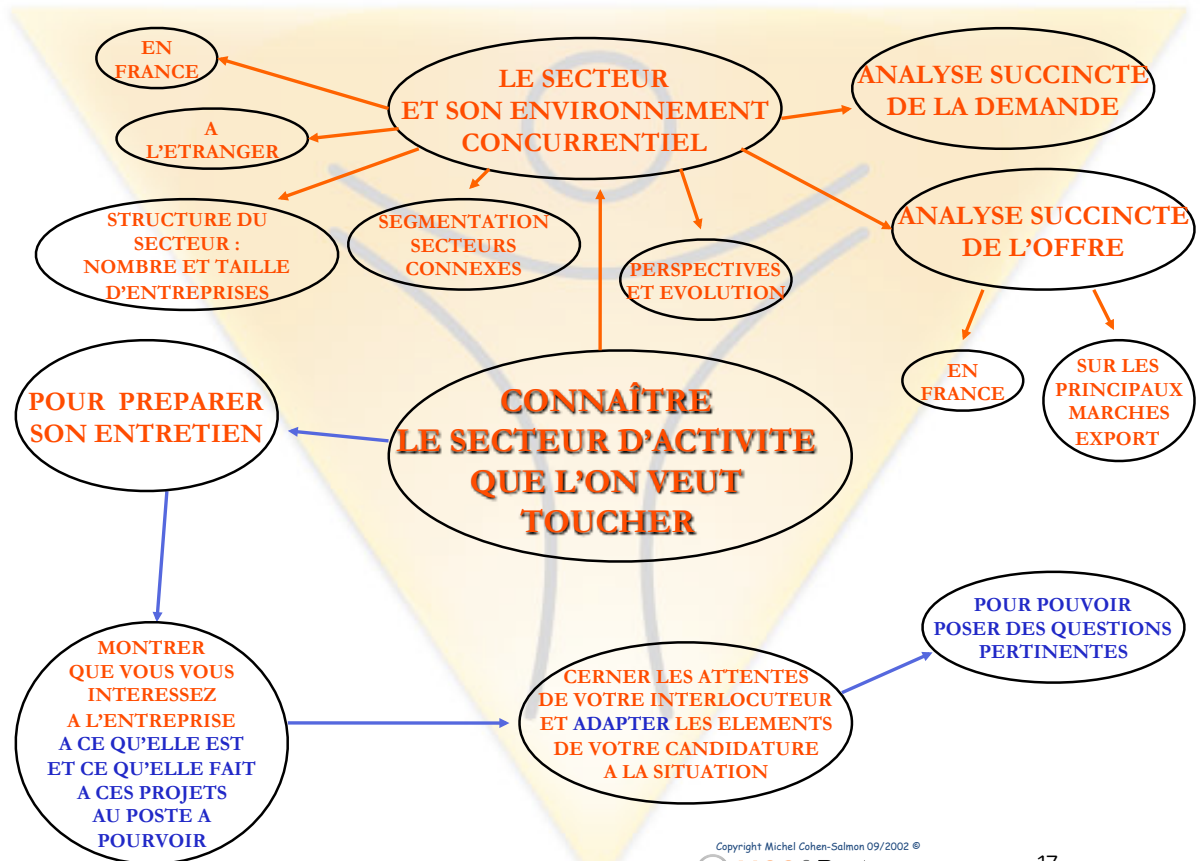 EN
FRANCE
LE SECTEUR
ET SON ENVIRONNEMENT
CONCURRENTIEL
ANALYSE SUCCINCTE
DE LA DEMANDE
A
L’ETRANGER
STRUCTURE DU
SECTEUR :
NOMBRE ET TAILLE
D’ENTREPRISES
SEGMENTATION
SECTEURS
CONNEXES
PERSPECTIVES
ET EVOLUTION
ANALYSE SUCCINCTE
DE L’OFFRE
EN
FRANCE
SUR LES
PRINCIPAUX
MARCHES
EXPORT
CONNAÎTRE
LE SECTEUR D’ACTIVITE
QUE L’ON VEUT
TOUCHER
POUR PREPARER
SON ENTRETIEN
MONTRER
QUE VOUS VOUS
INTERESSEZ
A L’ENTREPRISE
A CE QU’ELLE EST
ET CE QU’ELLE FAIT
A CES PROJETS
AU POSTE A
POURVOIR
CERNER LES ATTENTES
DE VOTRE INTERLOCUTEUR
ET ADAPTER LES ELEMENTS
DE VOTRE CANDIDATURE
A LA SITUATION
POUR POUVOIR
POSER DES QUESTIONS
PERTINENTES
Copyright Michel Cohen-Salmon 09/2002 ©
17